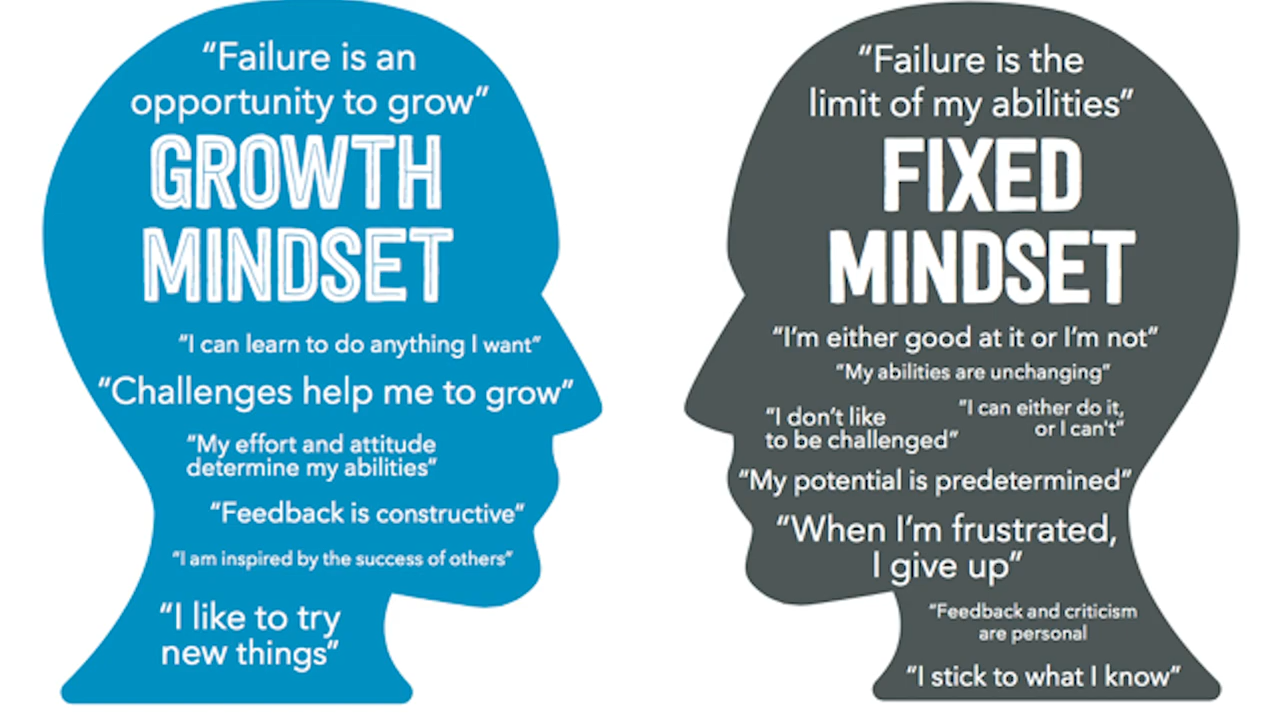 “Failure is an
opportunity to grow”
GROWTH
MINDSET
“I can learn to do anything I want”
“Challenges help me to grow”
“My effort and attitude
determine my abilities”
“Feedback is constructive”
“I am inspired by the success of others”
“I like to try
new things”
“Failure is the
limit of my abilities”
FIXED
MINDSET
“I’m either good at it or I’m not”
“My abilities are unchanging”
“I don’t like
to be challenged”
“I can either do it,
or I can't”
“My potential is predetermined”
“When I’m frustrated,
I give up”
“Feedback and criticism
are personal
“I stick to what I know”